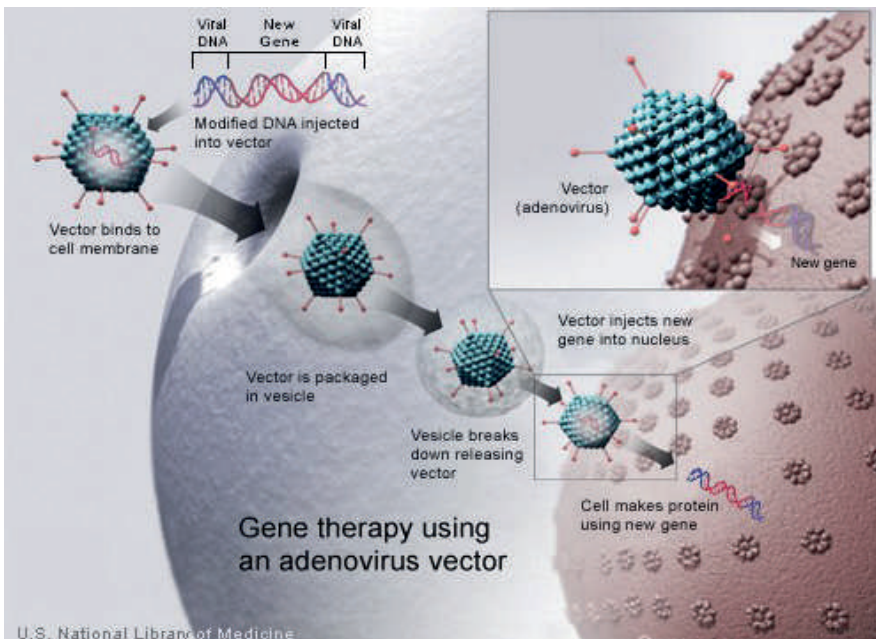 Viral DNA
New Gene
Viral DNA
Modified DNA injected
into vector
Vector binds to
cell membrane
Vector
(adenovirus)
New gene
Vector injects new
gene into nucleus
Vector is packaged
in vesicle
Vesicle breaks
down releasing
vector
Cell makes protein
using new gene
Gene therapy using
an adenovirus vector
U.S. National Library of Medicine